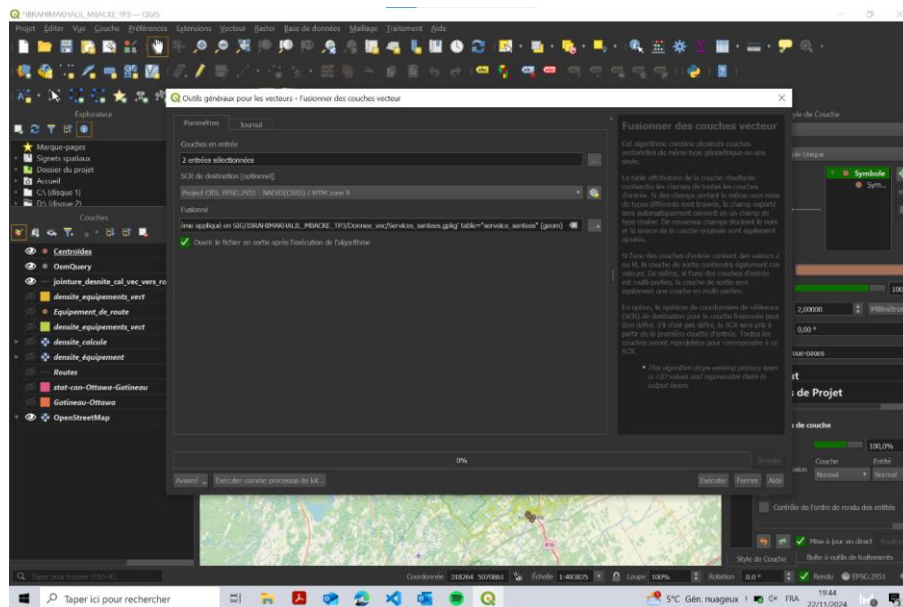 *IBRAHIMAKHALIL_MBACKE_TP3 — QGIS
Projet Éditer Vue Couche Préférences Extensions Vecteur Raster Base de données Maillage Traitement Aide
Outils généraux pour les vecteurs - Fusionner des couches vecteur
Paramètres Journal
Couches en entrée
2 entrées sélectionnées
SCR de destination [optionnel]
Project CRS: EPSG:2951 - NAD83(CSRS) / MTM zone 9
Fusionné
ème appliqué en SIG/IBRAHIMAKHALIL_MBACKE_TP3/Donnee_vec/Services_santees.gpkg' table="service_santees" (geom)
Ouvrir le fichier en sortie après l'exécution de l'algorithme
Fusionner des couches vecteur
Cet algorithme combine plusieurs couches
vectorielles du même type géométrique en une
seule.
La table attributaire de la couche résultante
contiendra les champs de toutes les couches
d'entrée. Si des champs portant le même nom mais
de types différents sont trouvés, le champ exporté
sera automatiquement converti en un champ de
type chaîne. De nouveaux champs stockant le nom
et la source de la couche originale sont également
ajoutés.
Si l'une des couches d'entrée contient des valeurs Z
ou M, la couche de sortie contiendra également ces
valeurs. De même, si l'une des couches d'entrée
est multi parties, la couche de sortie sera
également une couche en multi parties.
En option, le système de coordonnées de référence
(SCR) de destination pour la couche fusionnée peut
être défini. S'il n'est pas défini, le SCR sera pris à
partir de la première couche d'entrée. Toutes les
couches seront reprojetées pour correspondre à ce
SCR.
This algorithm drops existing primary keys
or FID values and regenerates them in
output layers.
0%
Annuler
Avancé Exécuter comme processus de lot...
Exécuter Fermer Aide
Explorateur
Marque-pages
Signets spatiaux
Dossier du projet
Accueil
C:\ (disque 1)
D:\ (disque 2)
Couches
Centroides
OsmQuery
jointure_desnite_cal_vec_vers_ro
densite_equipements_vect
Equipement_de_route
densite_equipements_vect
densite_calcule
densite_équipement
Routes
stat-can-Ottawa-Gatineau
Gatineau-Ottawa
OpenStreetMap
yle de Couche
le Unique
Symbole
Sym...
100
2,00000 Millimètres
0,00 °
que-pages
t
s de Projet
de couche
100,0%
Couche Entité
usion Normal Normal
Contrôle de l'ordre de rendu des entités
Mise à jour en direct
Style de Couche Boîte à outils de traitements
Taper pour trouver (Ctrl+K)
Coordonnée 318264 5070861 Échelle 1:493835 Loupe 100% Rotation 0.0 ° Rendu EPSG:2951
Taper ici pour rechercher
5°C Gén. nuageux FRA 19:44
22/11/2024